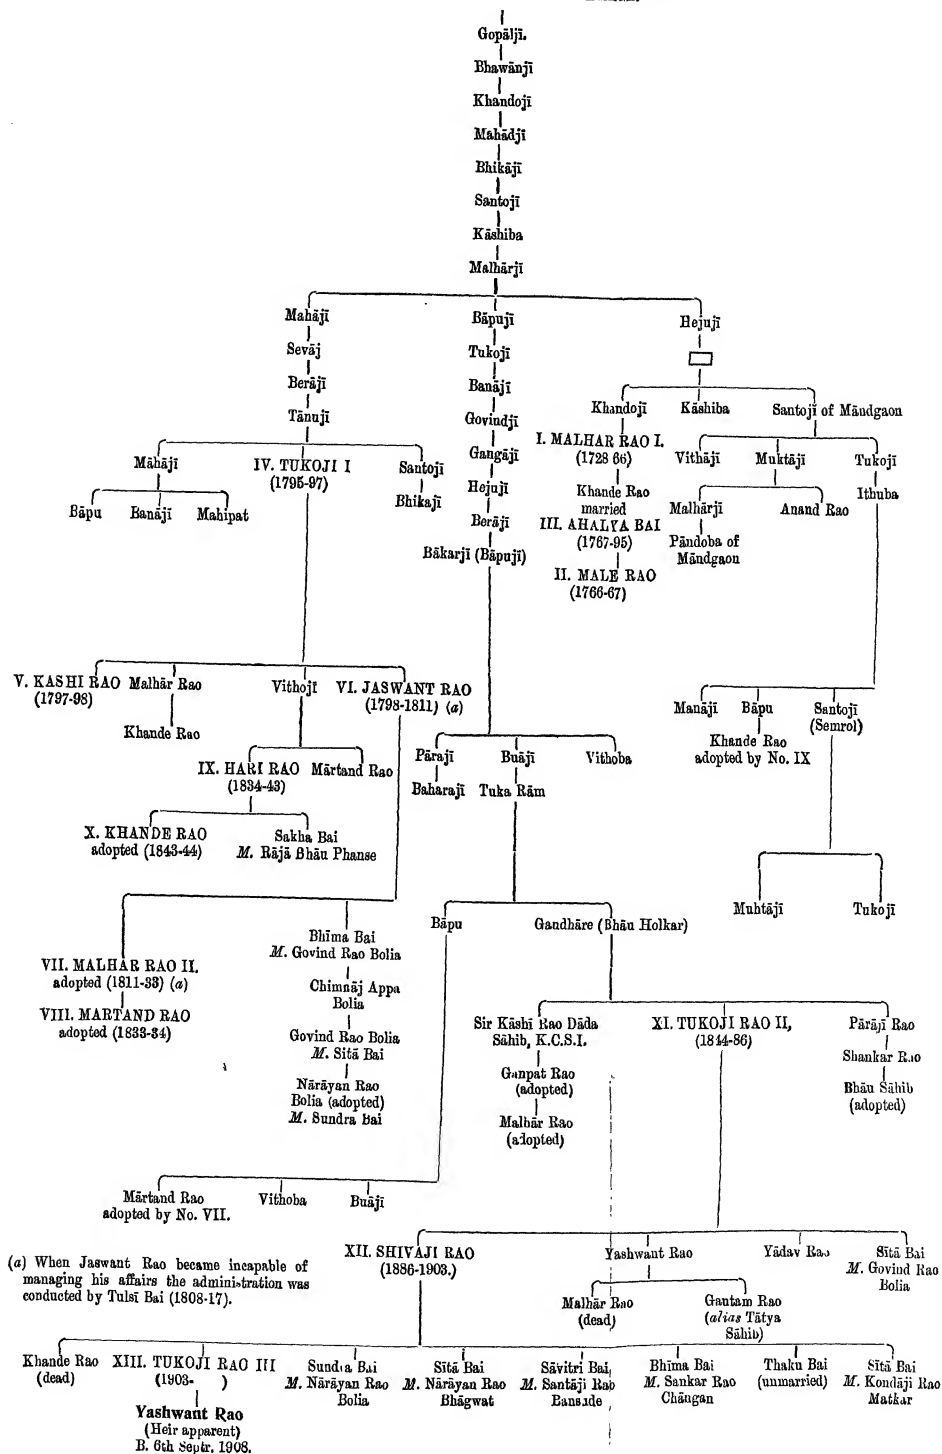 Gopāljī.
Bhawānjī
Khandojī
Mahādjī
Bhikājī
Santojī
Kāshiba
Malhārjī
Mahājī
Bāpujī
Hejujī
Sevāj
Tukojī
Berājī
Banājī
Tānujī
Govindjī
Khandojī
Kāshiba
Santojī of Māndgaon
Māhājī
IV. TUKOJI I
(1795-97)
Santojī
Gangājī
I. MALHAR RAO I.
(1728 66)
Vithājī
Muktājī
Tukojī
Bāpu
Banājī
Mahipat
Bhikajī
Hejujī
Khande Rao
married
III. AHALYA BAI
(1767-95)
Malhārjī
Anand Rao
Ithuba
Berājī
Bākarjī (Bāpujī)
Pāndoba of
Māndgaon
II. MALE RAO
(1766-67)
V. KASHI RAO
(1797-98)
Malhār Rao
Vithojī
VI. JASWANT RAO
(1798-1811) (a)
Manājī
Bāpu
Santojī
(Semrol)
Khande Rao
Khande Rao
adopted by No. IX
IX. HARI RAO
(1834-43)
Mārtand Rao
Pārajī
Buājī
Vithoba
Baharajī
Tuka Rām
X. KHANDE RAO
adopted (1843-44)
Sakha Bai
M. Rājā Bhāu Phanse
Muhtājī
Tukojī
Bhīma Bai
M. Govind Rao Bolia
Bāpu
Gandhāre (Bhāu Holkar)
VII. MALHAR RAO II.
adopted (1811-33) (a)
Chimnāj Appa
Bolia
VIII. MARTAND RAO
adopted (1833-34)
Govind Rao Bolia
M. Sitā Bai
Sir Kāshī Rao Dāda
Sāhib, K.C.S.I.
XI. TUKOJI RAO II,
(1844-86)
Pārājī Rao
Nārāyan Rao
Bolia (adopted)
M. Sundra Bai
Ganpat Rao
(adopted)
Shankar Rao
Malhār Rao
(adopted)
Bhāu Sāhib
(adopted)
Mārtand Rao
adopted by No. VII.
Vithoba
Buājī
XII. SHIVAJI RAO
(1886-1903.)
Yashwant Rao
Yādav Rao
Sītā Bai
M. Govind Rao
Bolia
(a) When Jaswant Rao became incapable of
managing his affairs the administration was
conducted by Tulsī Bai (1808-17).
Malhār Rao
(dead)
Gautam Rao
(alias Tātya
Sāhib)
Khande Rao
(dead)
XIII. TUKOJI RAO III
(1903- )
Sundra Bai
M. Nārāyan Rao
Bolia
Sītā Bai
M. Nārāyan Rao
Bhāgwat
Sāvitri Bai
M. Santājī Rao
Bansude
Bhīma Bai
M. Sankar Rao
Chāngan
Thaku Bai
(unmarried)
Sītā Bai
M. Kondājī Rao
Matkar
Yashwant Rao
(Heir apparent)
B. 6th Septr. 1908.